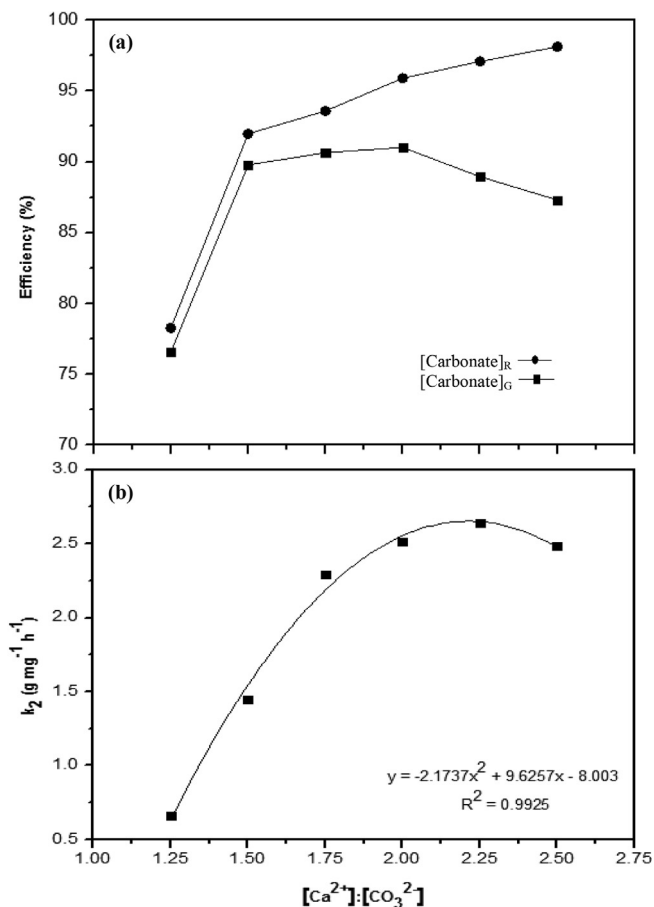 (a)
100
95
90
85
80
75
70
Efficiency (%)
[Carbonate]R
[Carbonate]G
(b)
3.0
2.5
2.0
1.5
1.0
0.5
k2 (g mg-1 h-1)
y = -2.1737x2 + 9.6257x - 8.003
R2 = 0.9925
1.00 1.25 1.50 1.75 2.00 2.25 2.50 2.75
[Ca2+]:[CO32-]